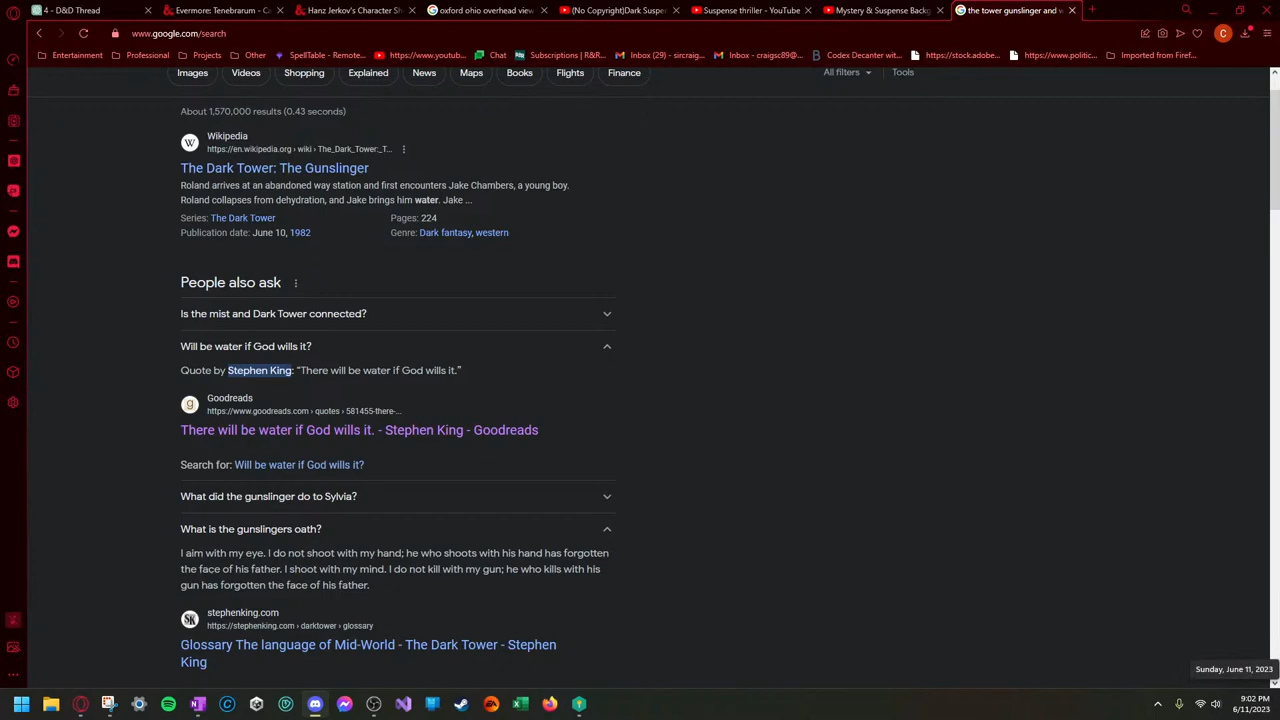 4 - D&D Thread
Evermore: Tenebrarum - Ca
Hanz Jerkov's Character Sh
oxford ohio overhead view
(No Copyright)Dark Suspen
Suspense thriller - YouTube
Mystery & Suspense Backg
the tower gunslinger and w
www.google.com/search
Entertainment
Professional
Projects
Other
SpellTable - Remote...
https://www.youtub...
Chat
Subscriptions | R&R...
Inbox (29) - sircraig...
Inbox - craigsc89@...
Codex Decanter wit...
https://stock.adobe...
https://www.politic...
Imported from Firef...
Images
Videos
Shopping
Explained
News
Maps
Books
Flights
Finance
All filters
Tools
About 1,570,000 results (0.43 seconds)
W
Wikipedia
https://en.wikipedia.org › wiki › The_Dark_Tower:_T...
The Dark Tower: The Gunslinger
Roland arrives at an abandoned way station and first encounters Jake Chambers, a young boy.
Roland collapses from dehydration, and Jake brings him water. Jake ...
Series: The Dark Tower
Pages: 224
Publication date: June 10, 1982
Genre: Dark fantasy, western
People also ask
Is the mist and Dark Tower connected?
Will be water if God wills it?
Quote by Stephen King: “There will be water if God wills it.”
g
Goodreads
https://www.goodreads.com › quotes › 581455-there-...
There will be water if God wills it. - Stephen King - Goodreads
Search for: Will be water if God wills it?
What did the gunslinger do to Sylvia?
What is the gunslingers oath?
I aim with my eye. I do not shoot with my hand; he who shoots with his hand has forgotten
the face of his father. I shoot with my mind. I do not kill with my gun; he who kills with his
gun has forgotten the face of his father.
SK
stephenking.com
https://stephenking.com › darktower › glossary
Glossary The language of Mid-World - The Dark Tower - Stephen
King
Sunday, June 11, 2023
9:02 PM
6/11/2023